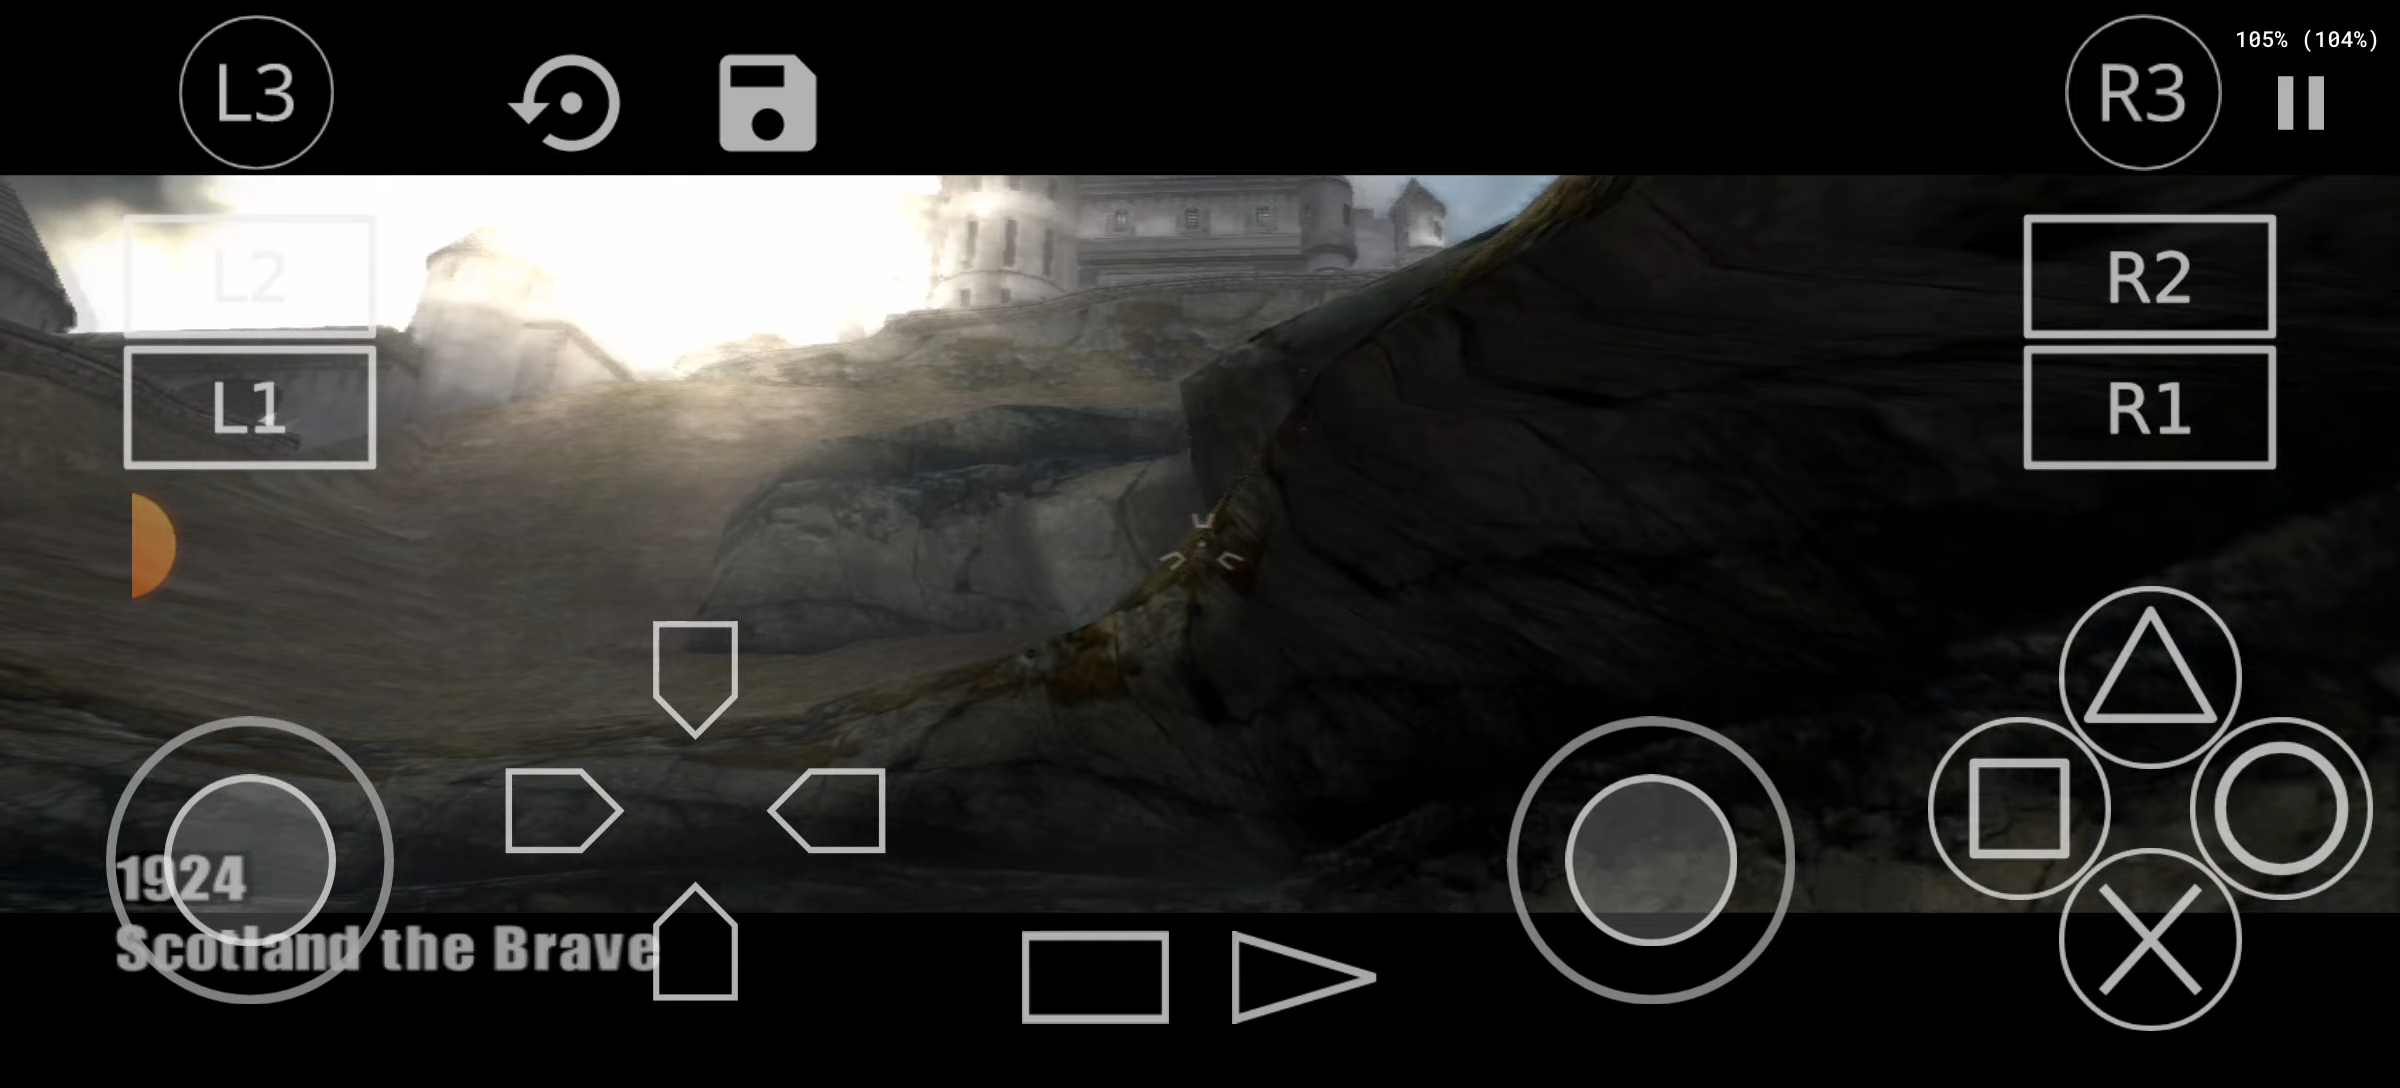 L3
R3
105% (104%)
L2
R2
L1
R1
1924
Scotland the Brave